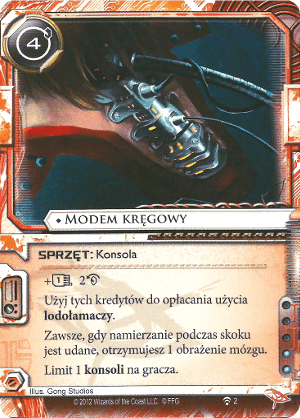 4
⬥ MODEM KRĘGOWY
SPRZĘT: Konsola
+1, 2
Użyj tych kredytów do opłacania użycia
lodołamaczy.
Zawsze, gdy namierzanie podczas skoku
jest udane, otrzymujesz 1 obrażenie mózgu.
Limit 1 konsoli na gracza.
Illus. Gong Studios
© 2012 Wizards of the Coast LLC. © FFG
2